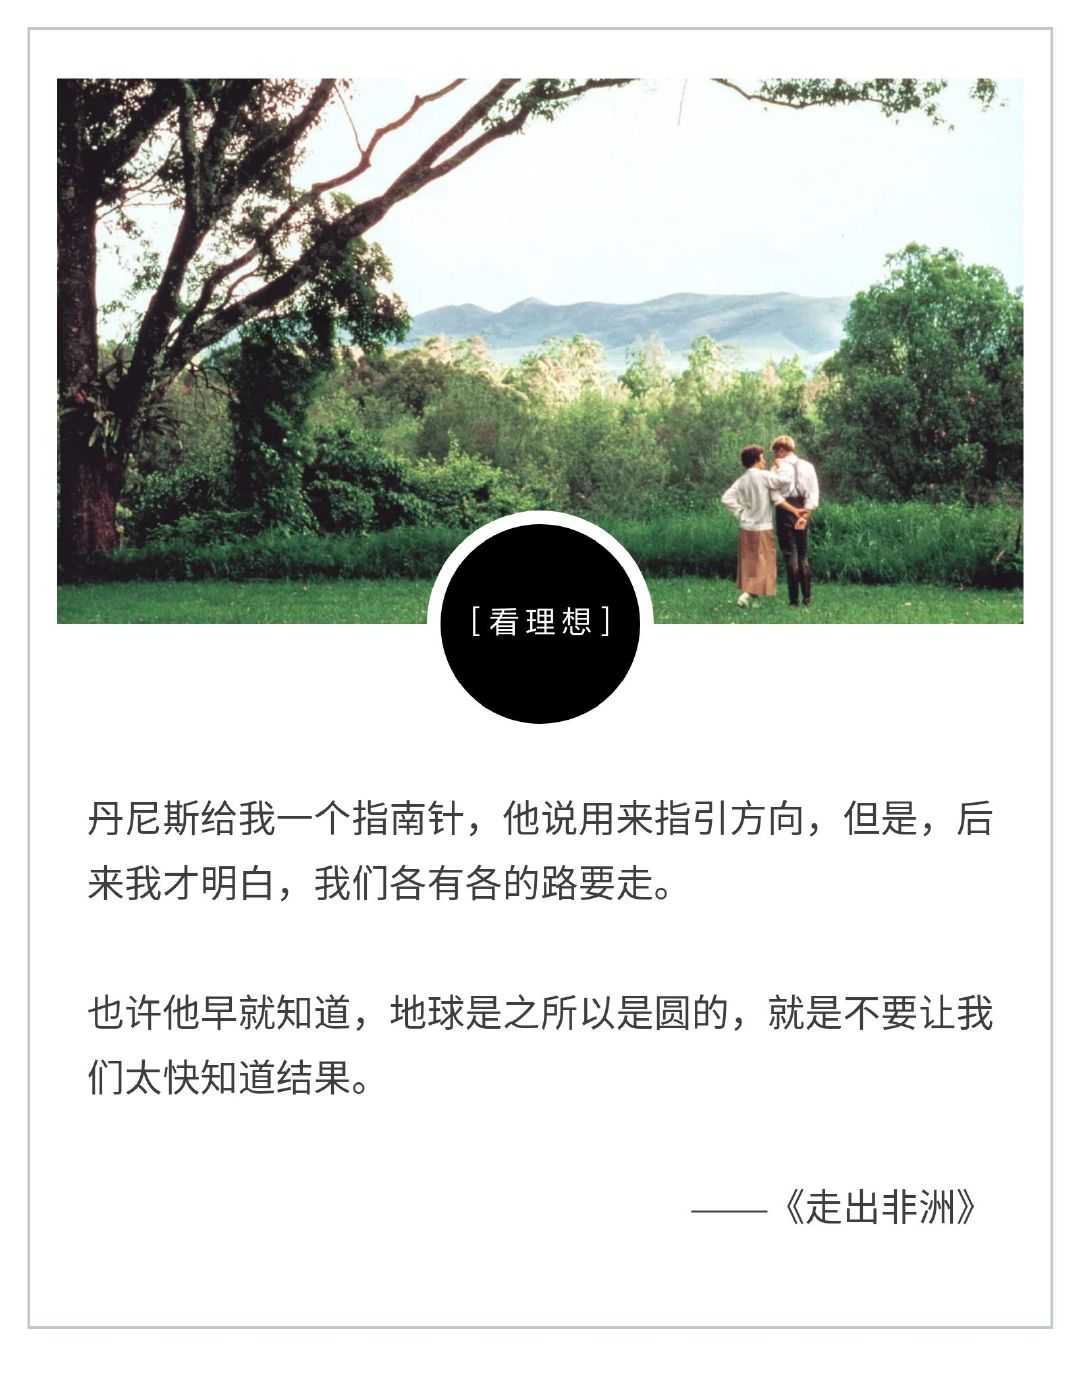 [看理想]
丹尼斯给我一个指南针，他说用来指引方向，但是，后
来我才明白，我们各有各的路要走。
也许他早就知道，地球是之所以是圆的，就是不要让我
们太快知道结果。
——《走出非洲》